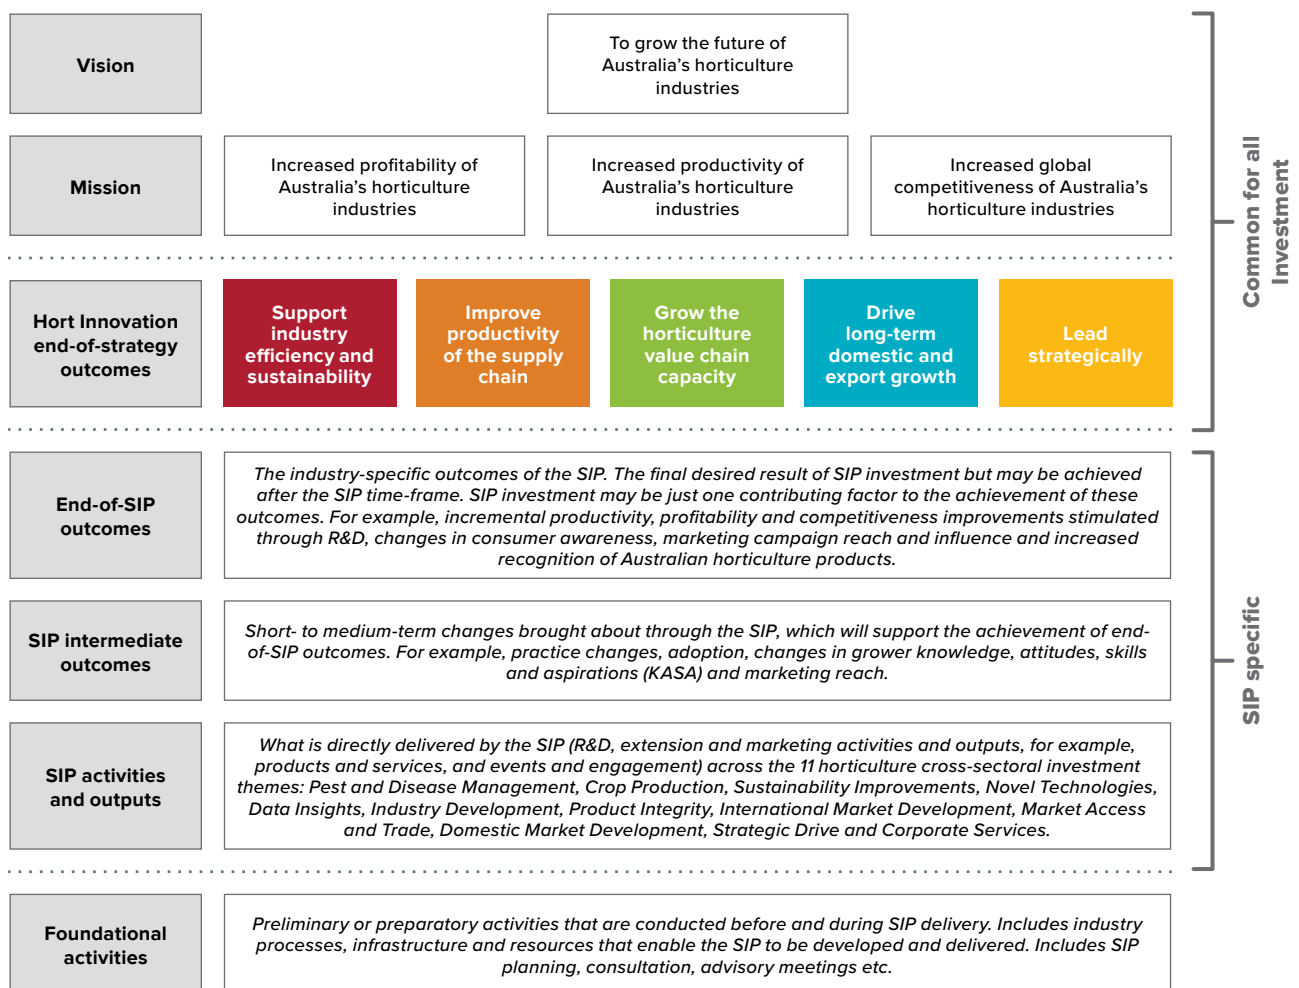 Vision
To grow the future of
Australia’s horticulture
industries
Mission
Increased profitability of
Australia’s horticulture
industries
Increased productivity of
Australia’s horticulture
industries
Increased global
competitiveness of Australia’s
horticulture industries
Common for all
Investment
Hort Innovation
end-of-strategy
outcomes
Support
industry
efficiency and
sustainability
Improve
productivity
of the supply
chain
Grow the
horticulture
value chain
capacity
Drive
long-term
domestic and
export growth
Lead
strategically
End-of-SIP
outcomes
The industry-specific outcomes of the SIP. The final desired result of SIP investment but may be achieved
after the SIP time-frame. SIP investment may be just one contributing factor to the achievement of these
outcomes. For example, incremental productivity, profitability and competitiveness improvements stimulated
through R&D, changes in consumer awareness, marketing campaign reach and influence and increased
recognition of Australian horticulture products.
SIP intermediate
outcomes
Short- to medium-term changes brought about through the SIP, which will support the achievement of end-
of-SIP outcomes. For example, practice changes, adoption, changes in grower knowledge, attitudes, skills
and aspirations (KASA) and marketing reach.
SIP specific
SIP activities
and outputs
What is directly delivered by the SIP (R&D, extension and marketing activities and outputs, for example,
products and services, and events and engagement) across the 11 horticulture cross-sectoral investment
themes: Pest and Disease Management, Crop Production, Sustainability Improvements, Novel Technologies,
Data Insights, Industry Development, Product Integrity, International Market Development, Market Access
and Trade, Domestic Market Development, Strategic Drive and Corporate Services.
Foundational
activities
Preliminary or preparatory activities that are conducted before and during SIP delivery. Includes industry
processes, infrastructure and resources that enable the SIP to be developed and delivered. Includes SIP
planning, consultation, advisory meetings etc.